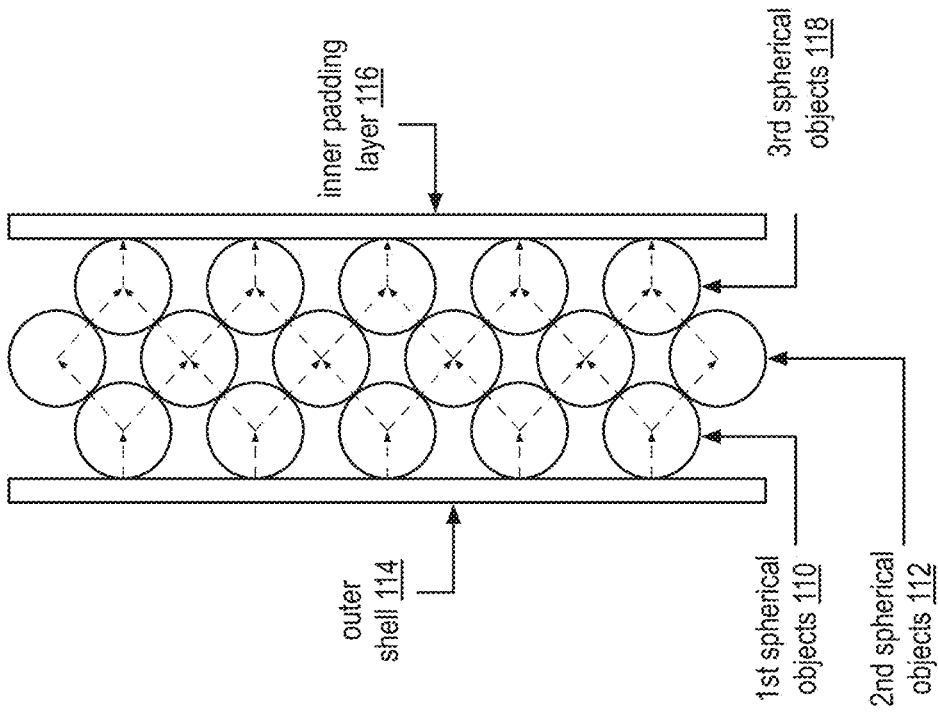 outer
shell 114
inner padding
layer 116
1st spherical
objects 110
2nd spherical
objects 112
3rd spherical
objects 118